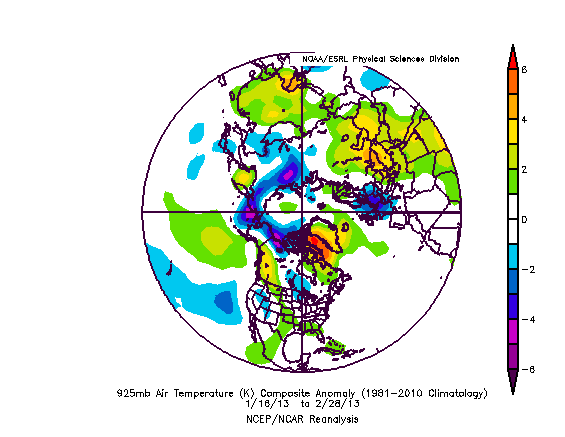 NOAA/ESRL Physical Sciences Division
6
4
2
0
−2
−4
−6
925mb Air Temperature (K) Composite Anomaly (1981−2010 Climatology)
1/16/13 to 2/28/13
NCEP/NCAR Reanalysis